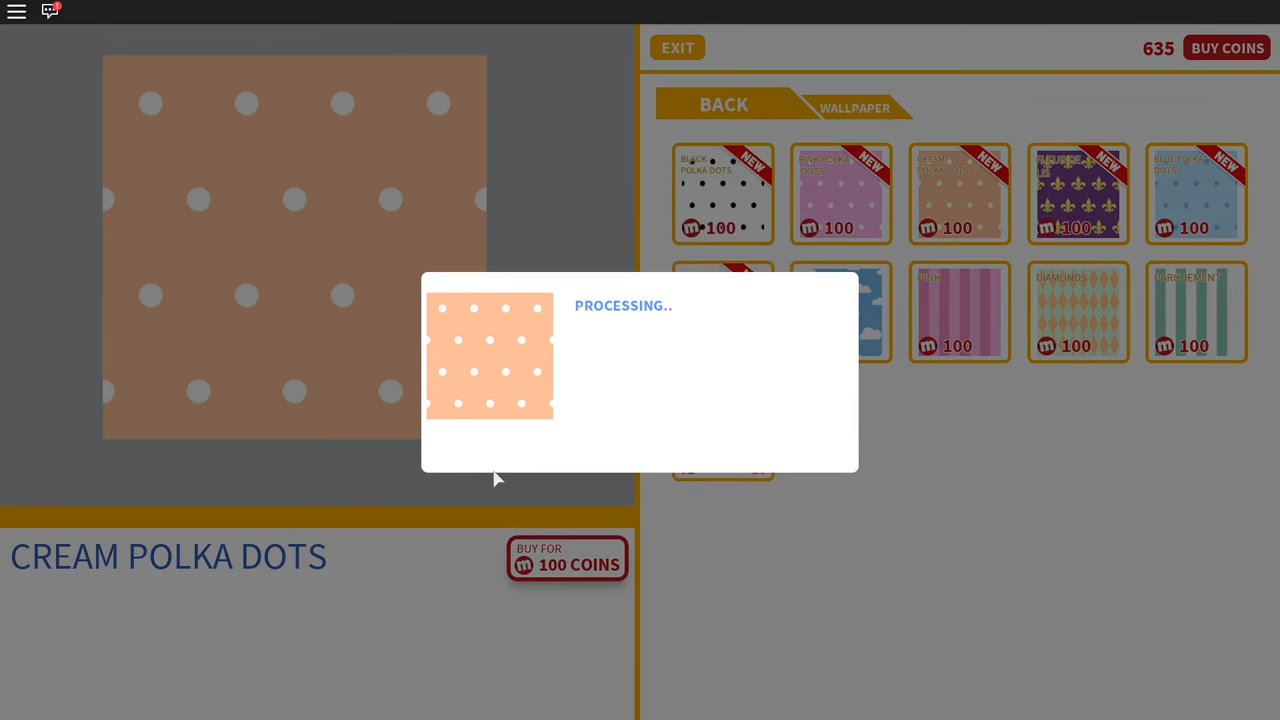 1
EXIT
635
BUY COINS
BACK
WALLPAPER
BLACK
POLKA DOTS
NEW
100
PINK POLKA
DOTS
NEW
100
CREAM
POLKA DOTS
NEW
100
LIS
NEW
100
BLUE POLKA
DOTS
NEW
100
PINK
100
DIAMONDS
100
PARCHEMENT
100
PROCESSING..
CREAM POLKA DOTS
BUY FOR
100 COINS